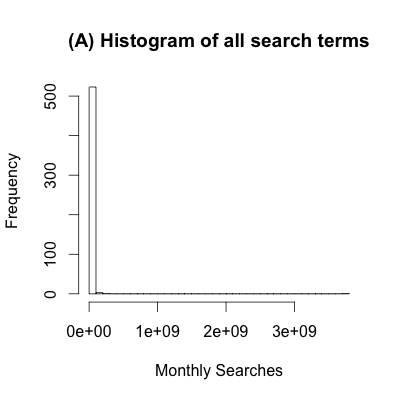 (A) Histogram of all search terms
Frequency
500
300
100
0
0e+00 1e+09 2e+09 3e+09
Monthly Searches